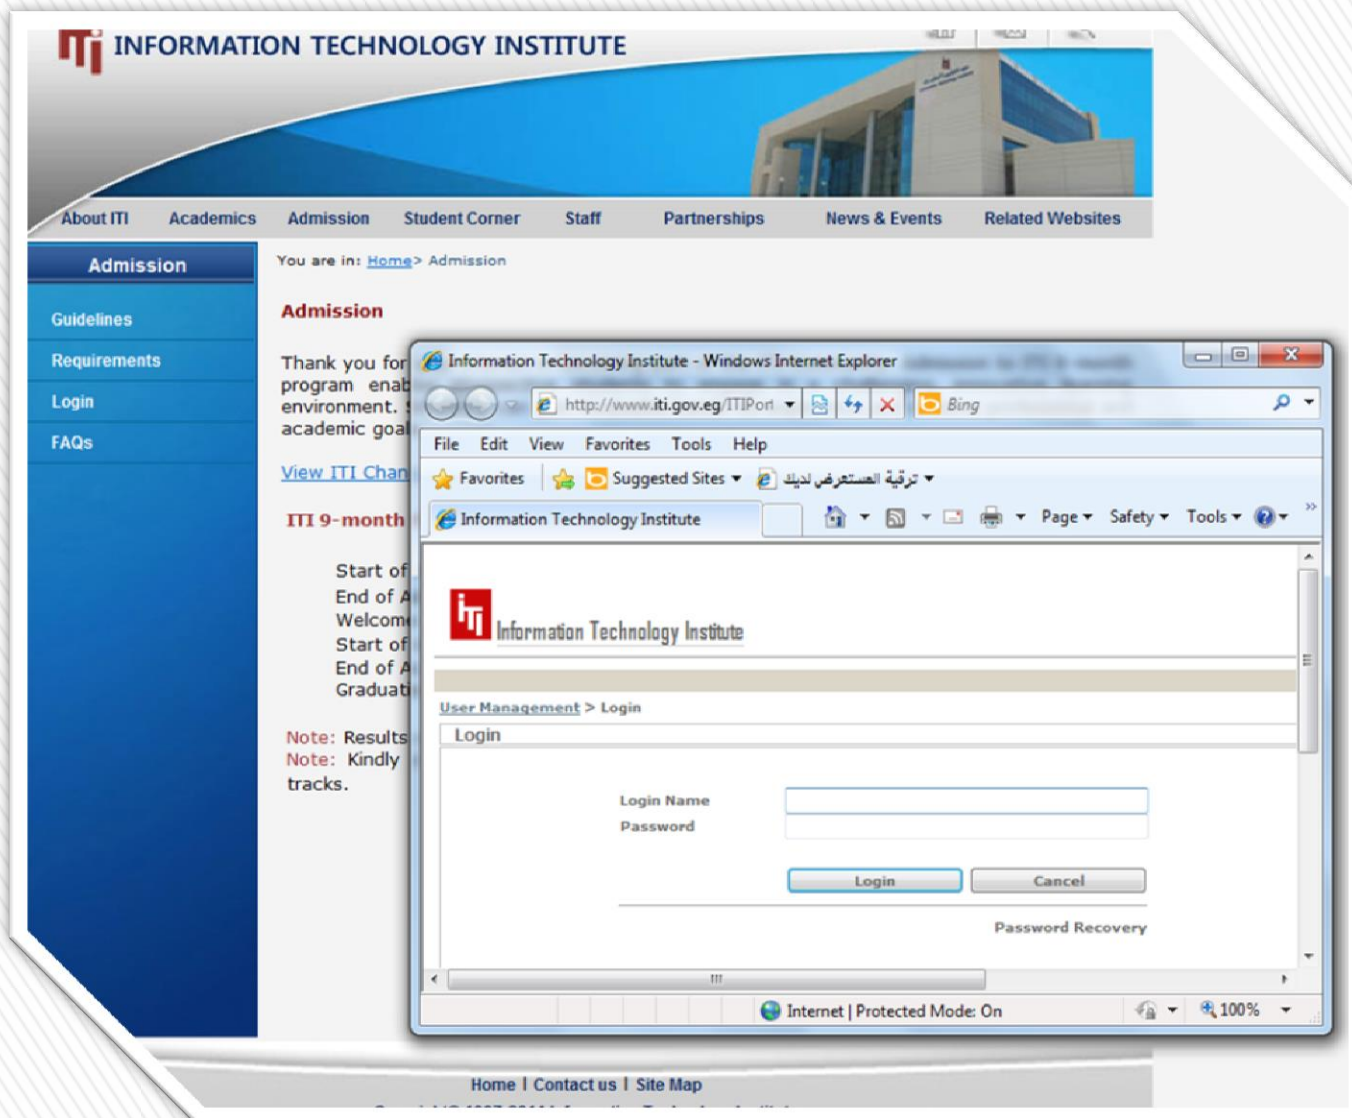 iTi INFORMATION TECHNOLOGY INSTITUTE
About ITI Academics Admission Student Corner Staff Partnerships News & Events Related Websites
Admission
Guidelines
Requirements
Login
FAQs
You are in: Home> Admission
Admission
Thank you for
program enab
environment.
academic goal
View ITI Chan
ITI 9-month
Start of
End of A
Welcome
Start of
End of A
Graduati
Note: Results
Note: Kindly
tracks.
Information Technology Institute - Windows Internet Explorer
http://www.iti.gov.eg/ITIPort Bing
File Edit View Favorites Tools Help
Favorites Suggested Sites ترقية المستعرض لديك
Information Technology Institute Page Safety Tools
iTi Information Technology Institute
User Management > Login
Login
Login Name
Password
Login Cancel
Password Recovery
Internet | Protected Mode: On 100%
Home | Contact us | Site Map